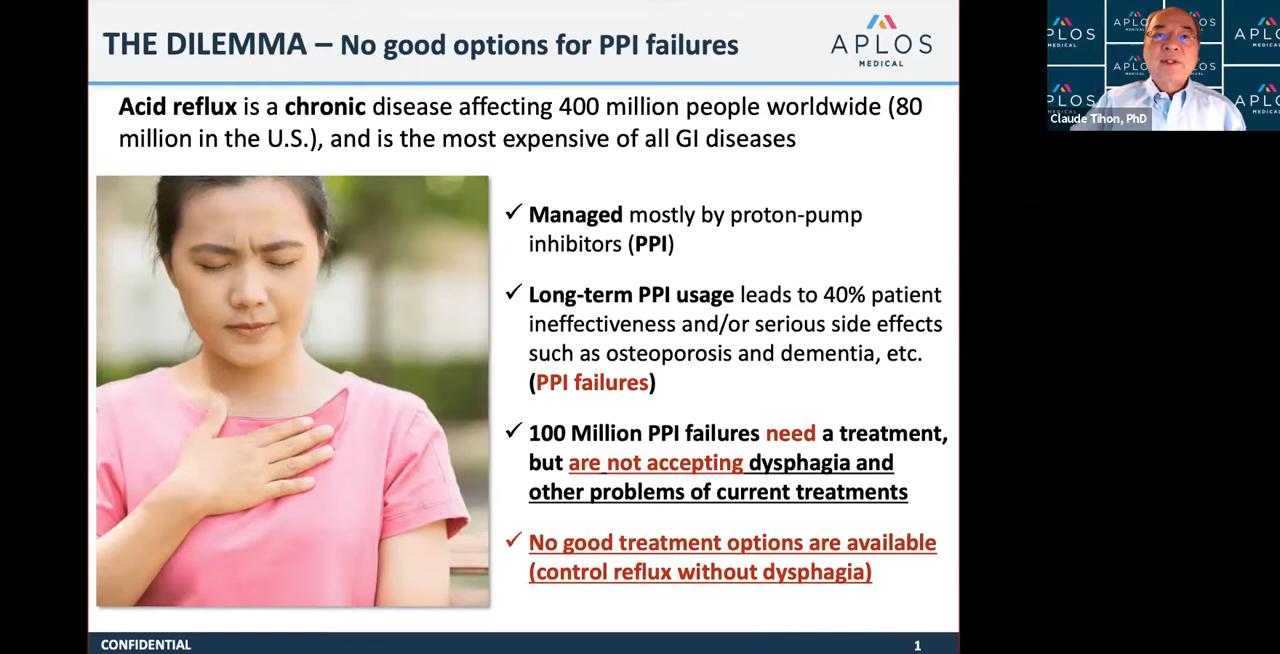 THE DILEMMA – No good options for PPI failures
APLOS
MEDICAL
Acid reflux is a chronic disease affecting 400 million people worldwide (80
million in the U.S.), and is the most expensive of all GI diseases
✓ Managed mostly by proton-pump
inhibitors (PPI)
✓ Long-term PPI usage leads to 40% patient
ineffectiveness and/or serious side effects
such as osteoporosis and dementia, etc.
(PPI failures)
✓ 100 Million PPI failures need a treatment,
but are not accepting dysphagia and
other problems of current treatments
✓ No good treatment options are available
(control reflux without dysphagia)
CONFIDENTIAL
1
Claude Tihon, PhD